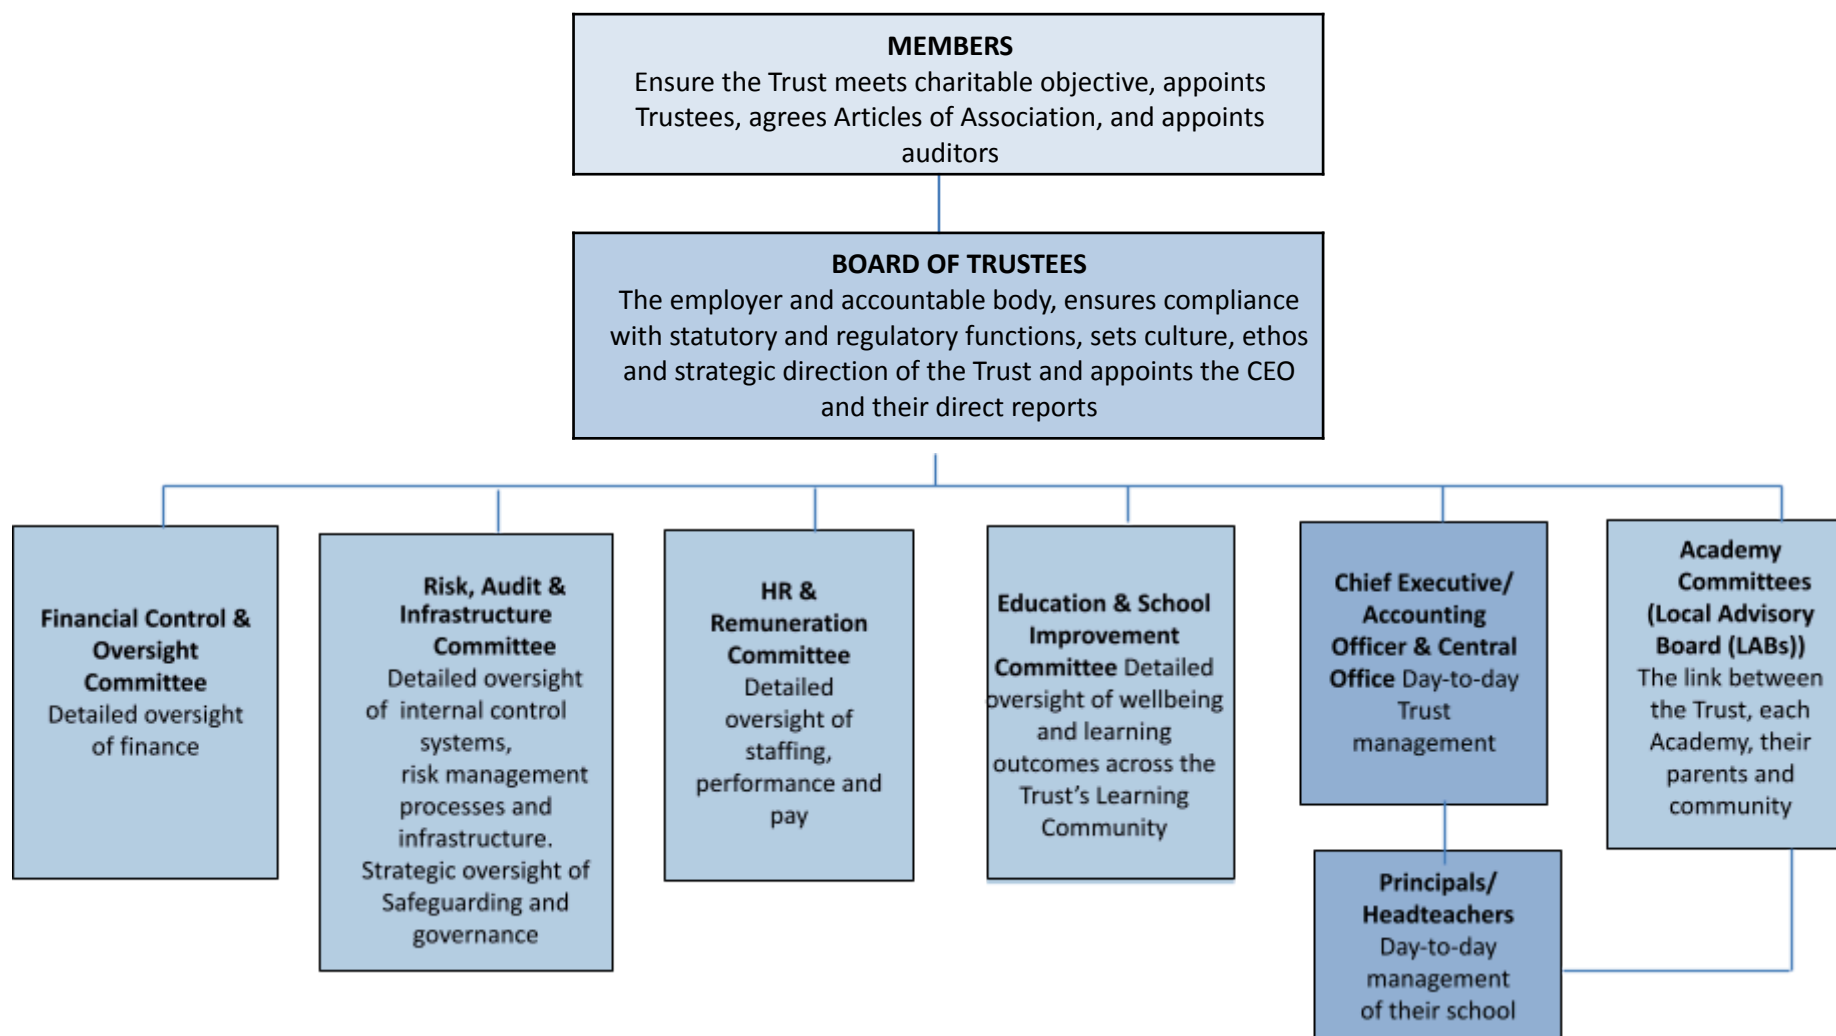 MEMBERS
Ensure the Trust meets charitable objective, appoints
Trustees, agrees Articles of Association, and appoints
auditors
BOARD OF TRUSTEES
The employer and accountable body, ensures compliance
with statutory and regulatory functions, sets culture, ethos
and strategic direction of the Trust and appoints the CEO
and their direct reports
Financial Control &
Oversight
Committee
Detailed oversight
of finance
Risk, Audit &
Infrastructure
Committee
Detailed oversight
of internal control
systems,
risk management
processes and
infrastructure.
Strategic oversight of
Safeguarding and
governance
HR &
Remuneration
Committee
Detailed
oversight of
staffing,
performance and
pay
Education & School
Improvement
Committee Detailed
oversight of wellbeing
and learning
outcomes across the
Trust's Learning
Community
Chief Executive/
Accounting
Officer & Central
Office Day-to-day
Trust
management
Principals/
Headteachers
Day-to-day
management
of their school
Academy
Committees
(Local Advisory
Board (LABs))
The link between
the Trust, each
Academy, their
parents and
community